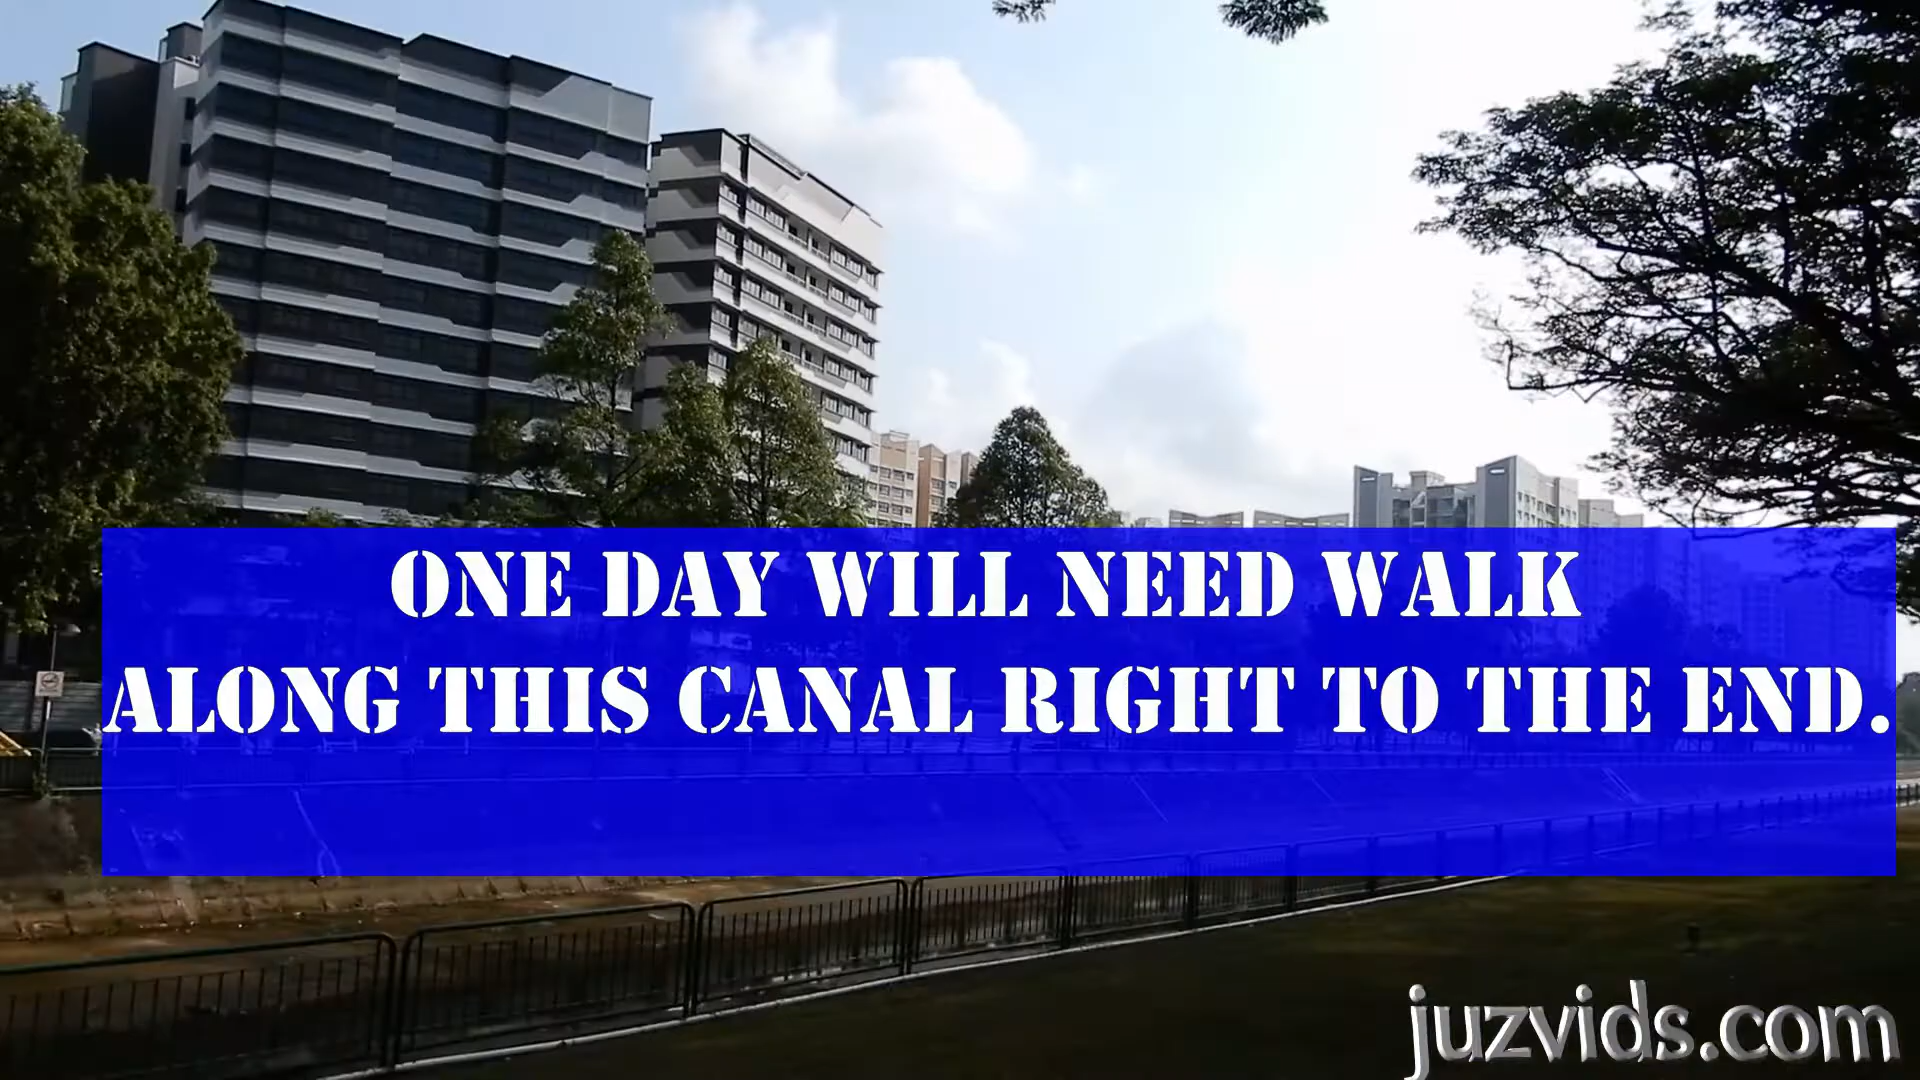 ONE DAY WILL NEED WALK
ALONG THIS CANAL RIGHT TO THE END.
juzvids.com